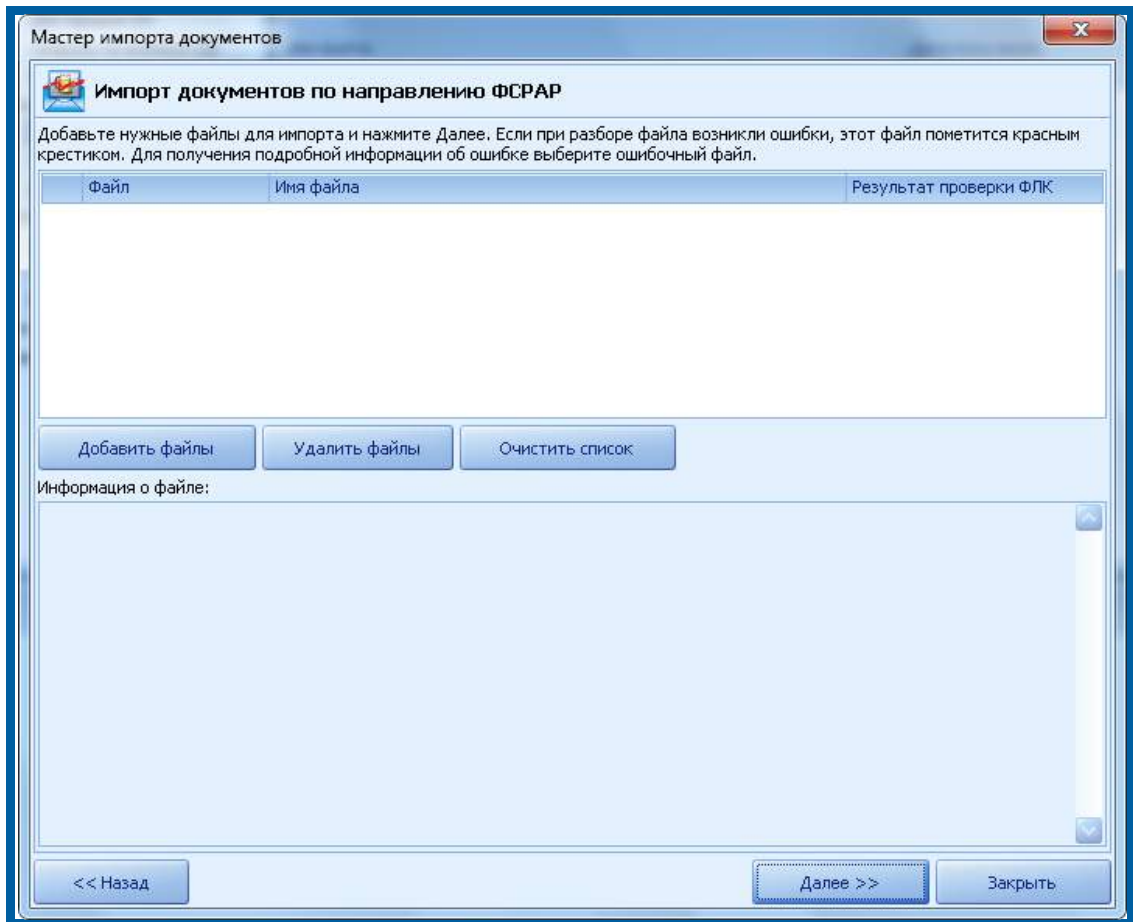 Мастер импорта документов
Импорт документов по направлению ФСРАР
Добавьте нужные файлы для импорта и нажмите Далее. Если при разборе файла возникли ошибки, этот файл пометится красным
крестиком. Для получения подробной информации об ошибке выберите ошибочный файл.
Файл Имя файла Результат проверки ФЛК
Добавить файлы Удалить файлы Очистить список
Информация о файле:
<< Назад Далее >> Закрыть